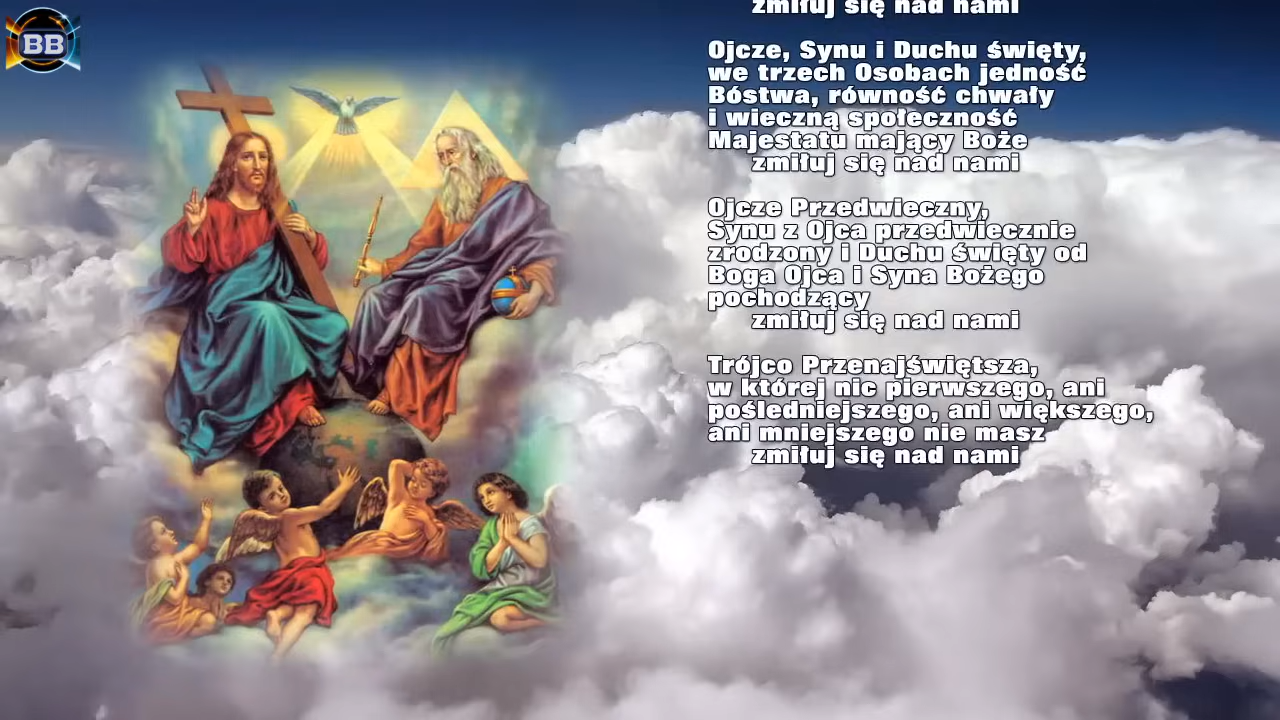 BB
zmiłuj się nad nami
Ojcze, Synu i Duchu święty,
we trzech Osobach jedność
Bóstwa, równość chwały
i wieczną społeczność
Majestatu mający Boże
zmiłuj się nad nami
Ojcze Przedwieczny,
Synu z Ojca przedwiecznie
zrodzony i Duchu święty od
Boga Ojca i Syna Bożego
pochodzący
zmiłuj się nad nami
Trójco Przenajświętsza,
w której nic pierwszego, ani
pośledniejszego, ani większego,
ani mniejszego nie masz
zmiłuj się nad nami